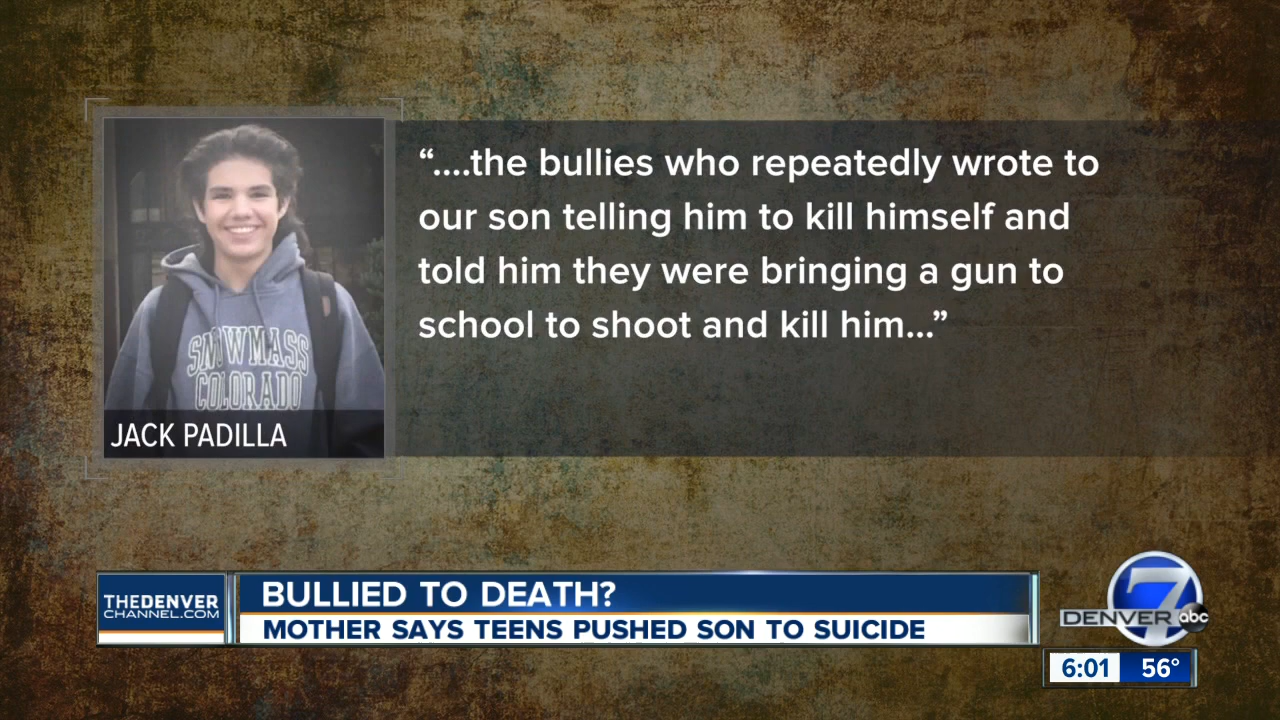 “....the bullies who repeatedly wrote to
our son telling him to kill himself and
told him they were bringing a gun to
school to shoot and kill him...”
SNOWMASS
COLORADO
JACK PADILLA
THEDENVER
CHANNEL.COM
BULLIED TO DEATH?
MOTHER SAYS TEENS PUSHED SON TO SUICIDE
7
DENVER
abc
6:01 56°